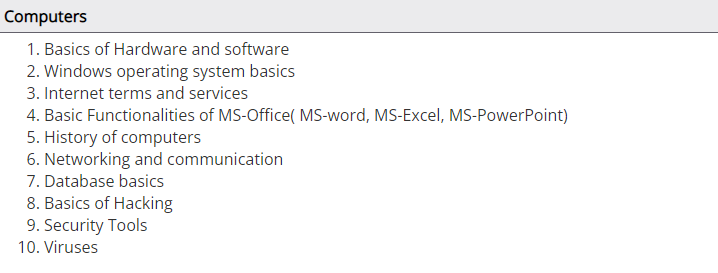 Computers
1. Basics of Hardware and software
2. Windows operating system basics
3. Internet terms and services
4. Basic Functionalities of MS-Office( MS-word, MS-Excel, MS-PowerPoint)
5. History of computers
6. Networking and communication
7. Database basics
8. Basics of Hacking
9. Security Tools
10. Viruses